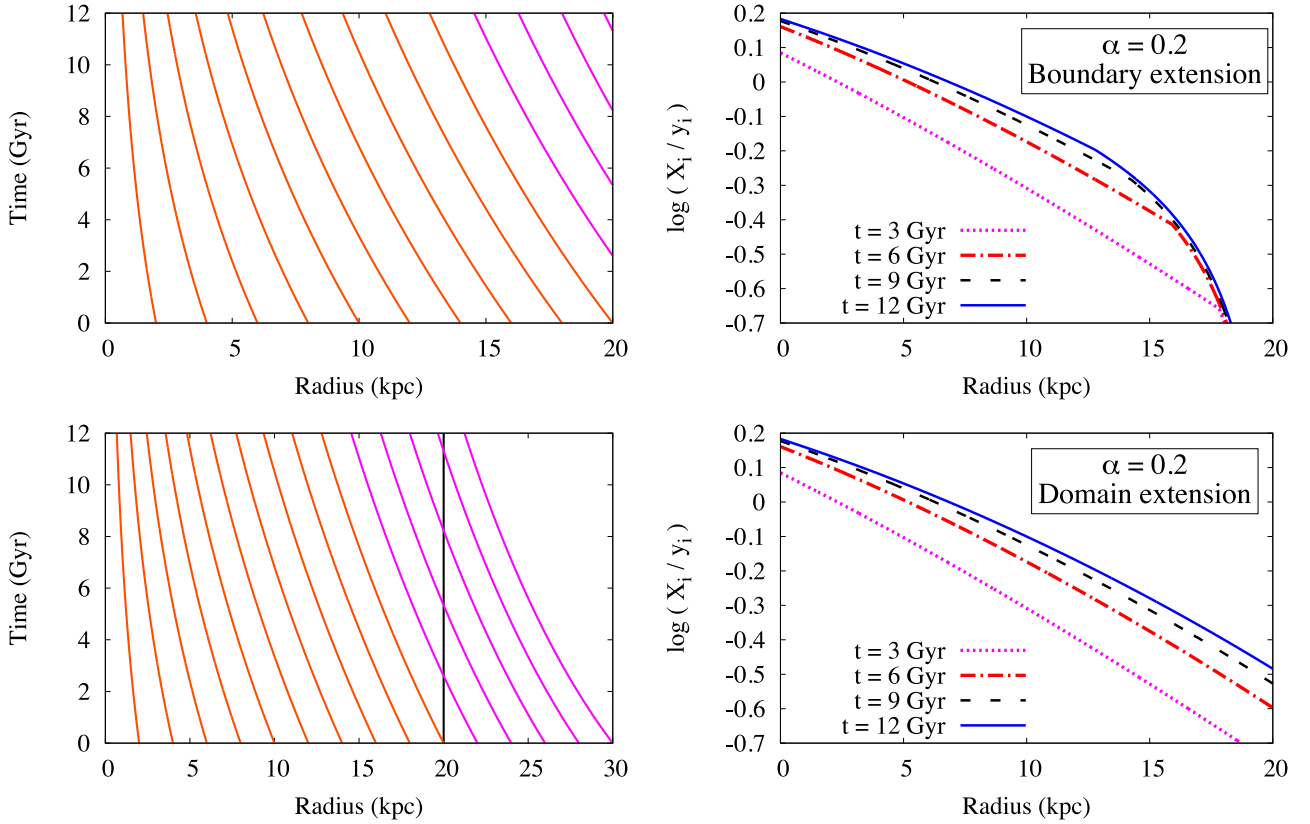 12
10
8
6
4
2
0
Time (Gyr)
0
5
10
15
20
Radius (kpc)
0.2
0.1
0
-0.1
-0.2
-0.3
-0.4
-0.5
-0.6
-0.7
log ( X_i / y_i )
α = 0.2
Boundary extension
t = 3 Gyr
t = 6 Gyr
t = 9 Gyr
t = 12 Gyr
0
5
10
15
20
Radius (kpc)
12
10
8
6
4
2
0
Time (Gyr)
0
5
10
15
20
25
30
Radius (kpc)
0.2
0.1
0
-0.1
-0.2
-0.3
-0.4
-0.5
-0.6
-0.7
log ( X_i / y_i )
α = 0.2
Domain extension
t = 3 Gyr
t = 6 Gyr
t = 9 Gyr
t = 12 Gyr
0
5
10
15
20
Radius (kpc)